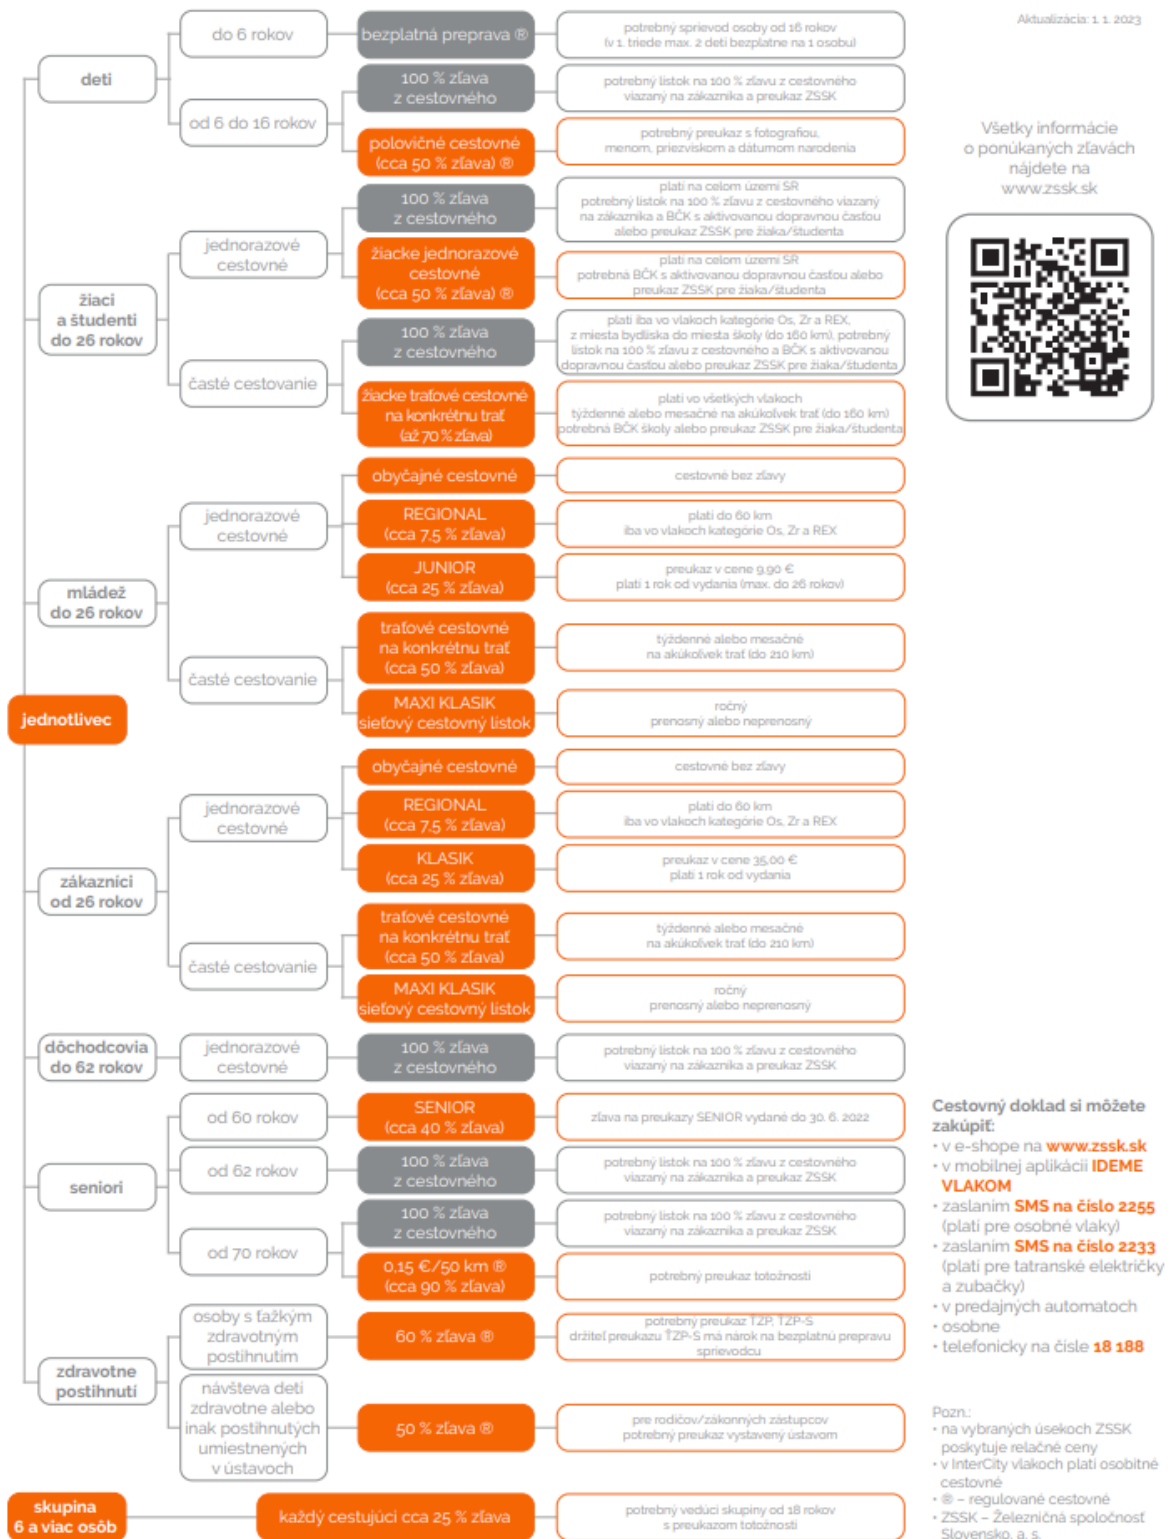 Aktualizácia: 1. 1. 2023
jednotlivec
deti
do 6 rokov
bezplatná preprava ®
potrebný sprievod osoby od 16 rokov
(v 1. triede max. 2 deti bezplatne na 1 osobu)
od 6 do 16 rokov
100 % zľava
z cestovného
potrebný lístok na 100 % zľavu z cestovného
viazaný na zákazníka a preukaz ZSSK
polovičné cestovné
(cca 50 % zľava) ®
potrebný preukaz s fotografiou,
menom, priezviskom a dátumom narodenia
žiaci
a študenti
do 26 rokov
jednorazové
cestovné
100 % zľava
z cestovného
platí na celom území SR
potrebný lístok na 100 % zľavu z cestovného viazaný
na zákazníka a BČK s aktivovanou dopravnou časťou
alebo preukaz ZSSK pre žiaka/študenta
žiacke jednorazové
cestovné
(cca 50 % zľava) ®
platí na celom území SR
potrebná BČK s aktivovanou dopravnou časťou alebo
preukaz ZSSK pre žiaka/študenta
časté cestovanie
100 % zľava
z cestovného
platí iba vo vlakoch kategórie Os, Zr a REX,
z miesta bydliska do miesta školy (do 160 km), potrebný
lístok na 100 % zľavu z cestovného a BČK s aktivovanou
dopravnou časťou alebo preukaz ZSSK pre žiaka/študenta
žiacke traťové cestovné
na konkrétnu trať
(až 70 % zľava)
platí vo všetkých vlakoch
týždenné alebo mesačné na akúkoľvek trať (do 160 km)
potrebná BČK školy alebo preukaz ZSSK pre žiaka/študenta
mládež
do 26 rokov
jednorazové
cestovné
obyčajné cestovné
cestovné bez zľavy
REGIONAL
(cca 7,5 % zľava)
platí do 60 km
iba vo vlakoch kategórie Os, Zr a REX
JUNIOR
(cca 25 % zľava)
preukaz v cene 9,90 €
platí 1 rok od vydania (max. do 26 rokov)
časté cestovanie
traťové cestovné
na konkrétnu trať
(cca 50 % zľava)
týždenné alebo mesačné
na akúkoľvek trať (do 210 km)
MAXI KLASIK
sieťový cestovný lístok
ročný
prenosný alebo neprenosný
zákazníci
od 26 rokov
jednorazové
cestovné
obyčajné cestovné
cestovné bez zľavy
REGIONAL
(cca 7,5 % zľava)
platí do 60 km
iba vo vlakoch kategórie Os, Zr a REX
KLASIK
(cca 25 % zľava)
preukaz v cene 35,00 €
platí 1 rok od vydania
časté cestovanie
traťové cestovné
na konkrétnu trať
(cca 50 % zľava)
týždenné alebo mesačné
na akúkoľvek trať (do 210 km)
MAXI KLASIK
sieťový cestovný lístok
ročný
prenosný alebo neprenosný
dôchodcovia
do 62 rokov
jednorazové
cestovné
100 % zľava
z cestovného
potrebný lístok na 100 % zľavu z cestovného
viazaný na zákazníka a preukaz ZSSK
seniori
od 60 rokov
SENIOR
(cca 40 % zľava)
zľava na preukazy SENIOR vydané do 30. 6. 2022
od 62 rokov
100 % zľava
z cestovného
potrebný lístok na 100 % zľavu z cestovného
viazaný na zákazníka a preukaz ZSSK
od 70 rokov
100 % zľava
z cestovného
potrebný lístok na 100 % zľavu z cestovného
viazaný na zákazníka a preukaz ZSSK
0,15 €/50 km ®
(cca 90 % zľava)
potrebný preukaz totožnosti
zdravotne
postihnutí
osoby s ťažkým
zdravotným
postihnutím
60 % zľava ®
potrebný preukaz ŤZP, ŤZP-S
držiteľ preukazu ŤZP-S má nárok na bezplatnú prepravu
sprievodcu
návšteva detí
zdravotne alebo
inak postihnutých
umiestnených
v ústavoch
50 % zľava ®
pre rodičov/zákonných zástupcov
potrebný preukaz vystavený ústavom
skupina
6 a viac osôb
každý cestujúci cca 25 % zľava
potrebný vedúci skupiny od 18 rokov
s preukazom totožnosti
Všetky informácie
o ponúkaných zľavách
nájdete na
www.zssk.sk
Cestovný doklad si môžete
zakúpiť:
• v e-shope na www.zssk.sk
• v mobilnej aplikácii IDEME
VLAKOM
• zaslaním SMS na číslo 2255
(platí pre osobné vlaky)
• zaslaním SMS na číslo 2233
(platí pre tatranské električky
a zubačky)
• v predajných automatoch
• osobne
• telefonicky na čísle 18 188
Pozn.:
• na vybraných úsekoch ZSSK
poskytuje relačné ceny
• v InterCity vlakoch platí osobitné
cestovné
• ® – regulované cestovné
• ZSSK – Železničná spoločnosť
Slovensko, a. s.